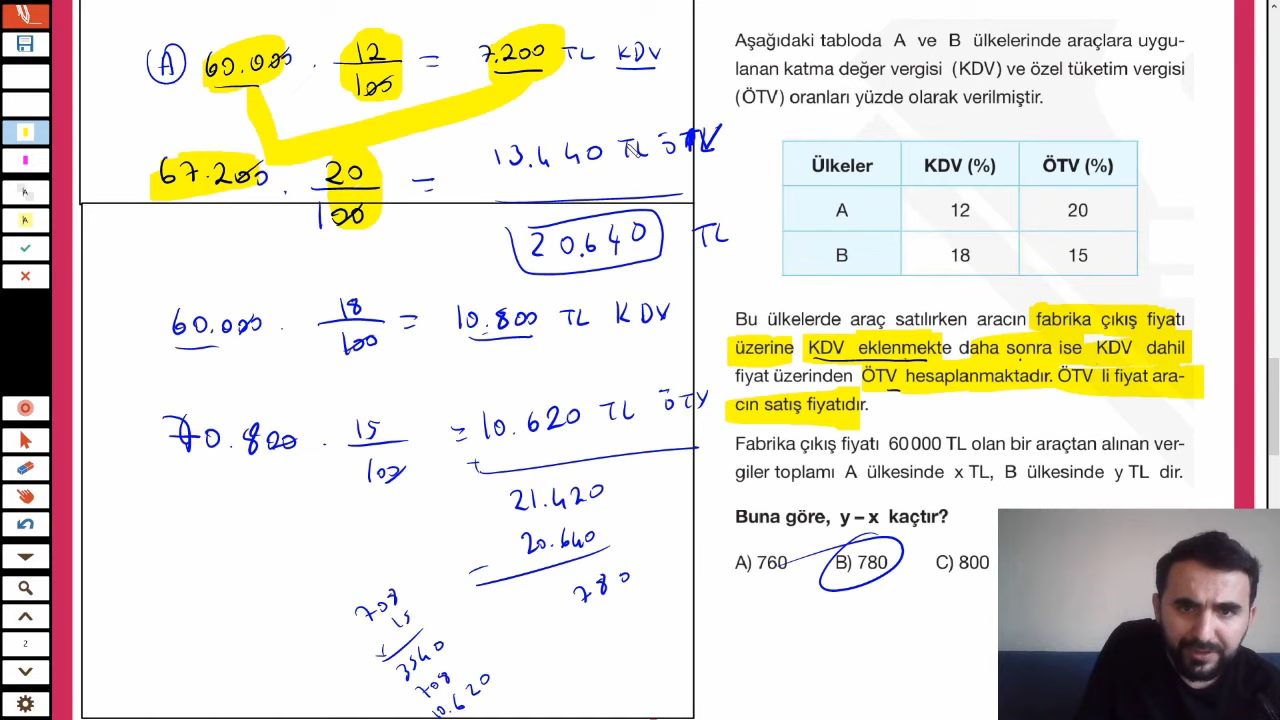 A 60.000 . 12/100 = 7.200 TL KDV
67.200 . 20/100 = 13.440 TL ÖTV
20.640 TL
60.000 . 18/100 = 10.800 TL KDV
70.800 . 15/100 = 10.620 TL ÖTV
+
21.420
20.640
-
780
708
15
x
3540
708
10.620
2
Aşağıdaki tabloda A ve B ülkelerinde araçlara uygu-
lanan katma değer vergisi (KDV) ve özel tüketim vergisi
(ÖTV) oranları yüzde olarak verilmiştir.
Ülkeler KDV (%) ÖTV (%)
A 12 20
B 18 15
Bu ülkelerde araç satılırken aracın fabrika çıkış fiyatı
üzerine KDV eklenmekte daha sonra ise KDV dahil
fiyat üzerinden ÖTV hesaplanmaktadır. ÖTV li fiyat ara-
cın satış fiyatıdır.
Fabrika çıkış fiyatı 60000 TL olan bir araçtan alınan ver-
giler toplamı A ülkesinde x TL, B ülkesinde y TL dir.
Buna göre, y – x kaçtır?
A) 760 B) 780 C) 800